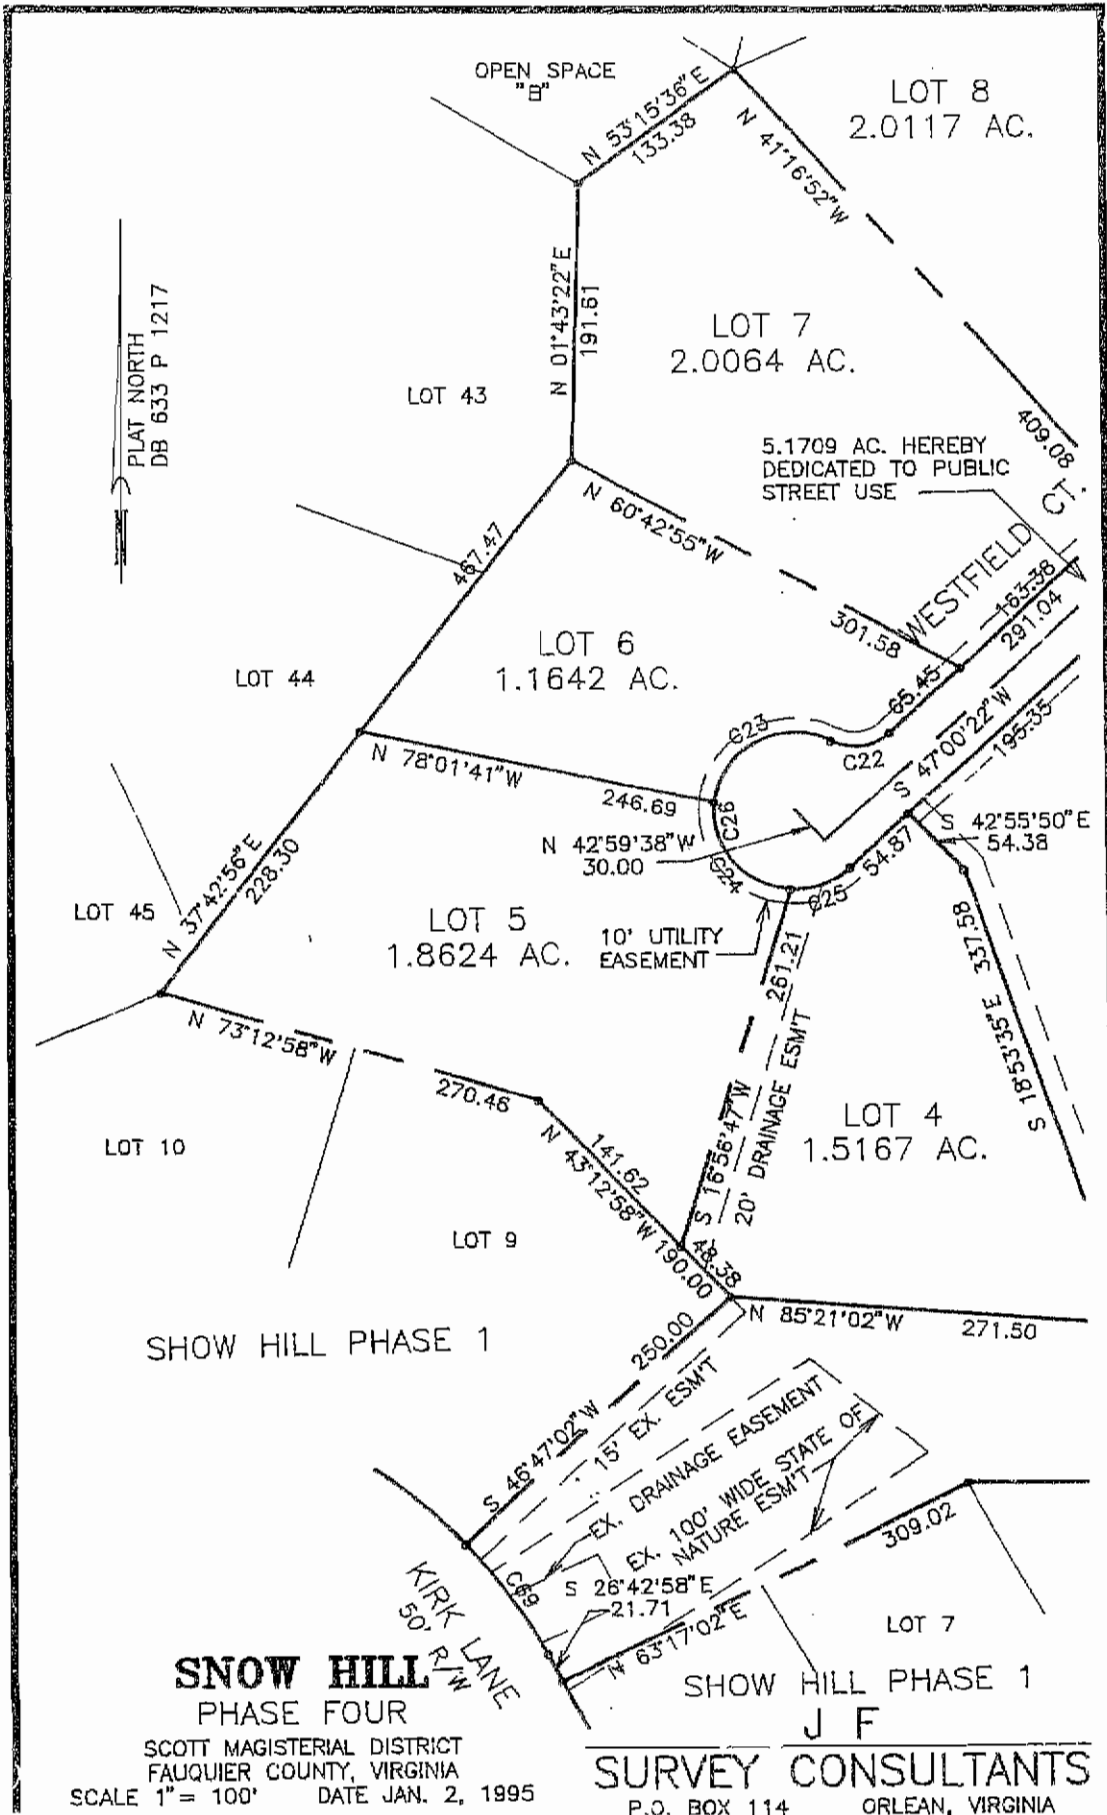 OPEN SPACE
"B"
N 53°15'36"E
133.38
LOT 8
2.0117 AC.
N 41°16'52"W
409.08
PLAT NORTH
DB 633 P 1217
N 01°43'22"E
191.61
LOT 7
2.0064 AC.
LOT 43
5.1709 AC. HEREBY
DEDICATED TO PUBLIC
STREET USE
WESTFIELD CT.
N 60°42'55"W
301.58
467.47
163.38
291.04
LOT 6
1.1642 AC.
LOT 44
65.45
S 47°00'22"W
195.35
C23
C22
N 78°01'41"W
246.69
C26
N 42°59'38"W
30.00
C24
C25
54.87
S 42°55'50"E
54.38
N 37°42'56"E
228.30
LOT 45
LOT 5
1.8624 AC.
10' UTILITY
EASEMENT
261.21
S 16°56'47"W
20' DRAINAGE ESM'T
337.58
S 18°53'35"E
N 73°12'58"W
270.46
LOT 4
1.5167 AC.
LOT 10
141.62
N 43°12'58"W 190.00
48.38
LOT 9
N 85°21'02"W
271.50
SHOW HILL PHASE 1
250.00
S 46°47'02"W
15' EX. ESM'T
EX. DRAINAGE EASEMENT
EX. 100' WIDE STATE OF
NATURE ESM'T
309.02
C69
S 26°42'58"E
21.71
N 63°17'02"E
KIRK LANE
50' R/W
LOT 7
SHOW HILL PHASE 1
SNOW HILL
PHASE FOUR
SCOTT MAGISTERIAL DISTRICT
FAUQUIER COUNTY, VIRGINIA
SCALE 1"= 100' DATE JAN. 2, 1995
J F
SURVEY CONSULTANTS
P.O. BOX 114 ORLEAN, VIRGINIA